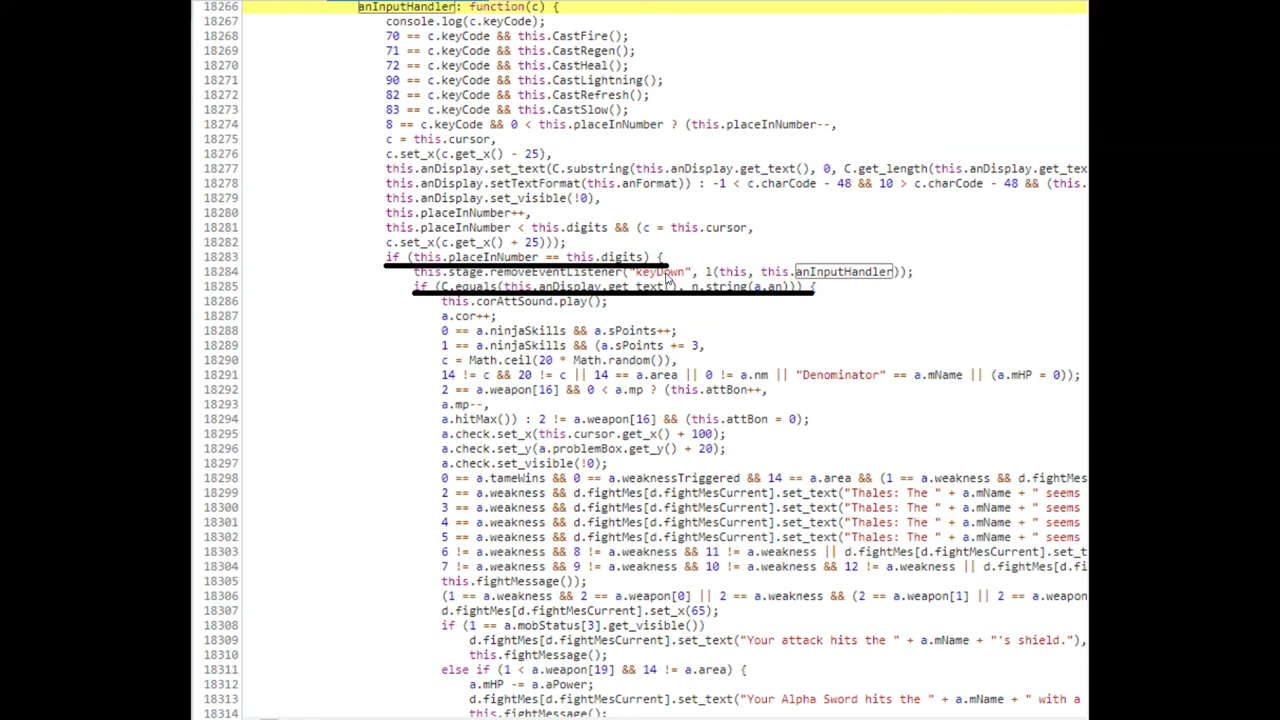 18266 anInputHandler: function(c) {
18267 console.log(c.keyCode);
18268 70 == c.keyCode && this.CastFire();
18269 71 == c.keyCode && this.CastRegen();
18270 72 == c.keyCode && this.CastHeal();
18271 90 == c.keyCode && this.CastLightning();
18272 82 == c.keyCode && this.CastRefresh();
18273 83 == c.keyCode && this.CastSlow();
18274 8 == c.keyCode && 0 < this.placeInNumber ? (this.placeInNumber--,
18275 c = this.cursor,
18276 c.set_x(c.get_x() - 25),
18277 this.anDisplay.set_text(C.substring(this.anDisplay.get_text(), 0, C.get_length(this.anDisplay.get_tex
18278 this.anDisplay.setTextFormat(this.anFormat)) : -1 < c.charCode - 48 && 10 > c.charCode - 48 && (this.
18279 this.anDisplay.set_visible(!0),
18280 this.placeInNumber++,
18281 this.placeInNumber < this.digits && (c = this.cursor,
18282 c.set_x(c.get_x() + 25)));
18283 if (this.placeInNumber == this.digits) {
18284 this.stage.removeEventListener("keyDown", l(this, this.anInputHandler));
18285 if (C.equals(this.anDisplay.get_text(), n.string(a.an))) {
18286 this.corAttSound.play();
18287 a.cor++;
18288 0 == a.ninjaSkills && a.sPoints++;
18289 1 == a.ninjaSkills && (a.sPoints += 3,
18290 c = Math.ceil(20 * Math.random()),
18291 14 != c && 20 != c || 14 == a.area || 0 != a.nm || "Denominator" == a.mName || (a.mHP = 0));
18292 2 == a.weapon[16] && 0 < a.mp ? (this.attBon++,
18293 a.mp--,
18294 a.hitMax()) : 2 != a.weapon[16] && (this.attBon = 0);
18295 a.check.set_x(this.cursor.get_x() + 100);
18296 a.check.set_y(a.problemBox.get_y() + 20);
18297 a.check.set_visible(!0);
18298 0 == a.tameWins && 0 == a.weaknessTriggered && 14 == a.area && (1 == a.weakness && d.fightMes[d.figh
18299 2 == a.weakness && d.fightMes[d.fightMesCurrent].set_text("Thales: The " + a.mName + " seems
18300 3 == a.weakness && d.fightMes[d.fightMesCurrent].set_text("Thales: The " + a.mName + " seems
18301 4 == a.weakness && d.fightMes[d.fightMesCurrent].set_text("Thales: The " + a.mName + " seems
18302 5 == a.weakness && d.fightMes[d.fightMesCurrent].set_text("Thales: The " + a.mName + " seems
18303 6 != a.weakness && 8 != a.weakness && 11 != a.weakness || d.fightMes[d.fightMesCurrent].set_t
18304 7 != a.weakness && 9 != a.weakness && 10 != a.weakness && 12 != a.weakness || d.fightMes[d.fi
18305 this.fightMessage());
18306 (1 == a.weakness && 2 == a.weapon[0] || 2 == a.weakness && (2 == a.weapon[1] || 2 == a.weapon
18307 d.fightMes[d.fightMesCurrent].set_x(65);
18308 if (1 == a.mobStatus[3].get_visible())
18309 d.fightMes[d.fightMesCurrent].set_text("Your attack hits the " + a.mName + "'s shield."),
18310 this.fightMessage();
18311 else if (1 < a.weapon[19] && 14 != a.area) {
18312 a.mHP -= a.aPower;
18313 d.fightMes[d.fightMesCurrent].set_text("Your Alpha Sword hits the " + a.mName + " with a
18314 this.fightMessage();